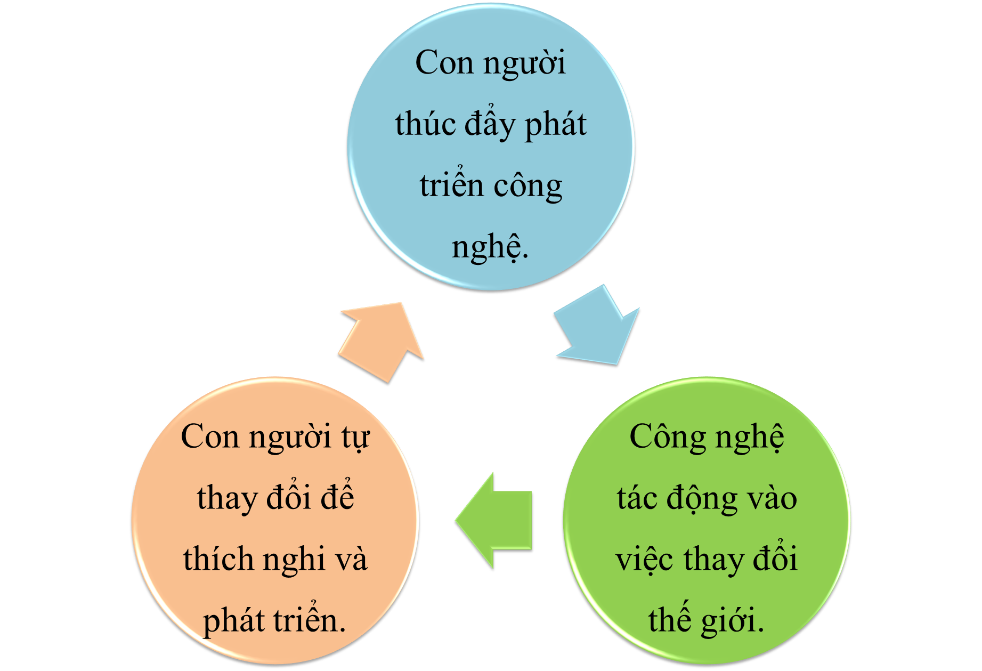 Con người
thúc đẩy phát
triển công
nghệ.
Công nghệ
tác động vào
việc thay đổi
thế giới.
Con người tự
thay đổi để
thích nghi và
phát triển.